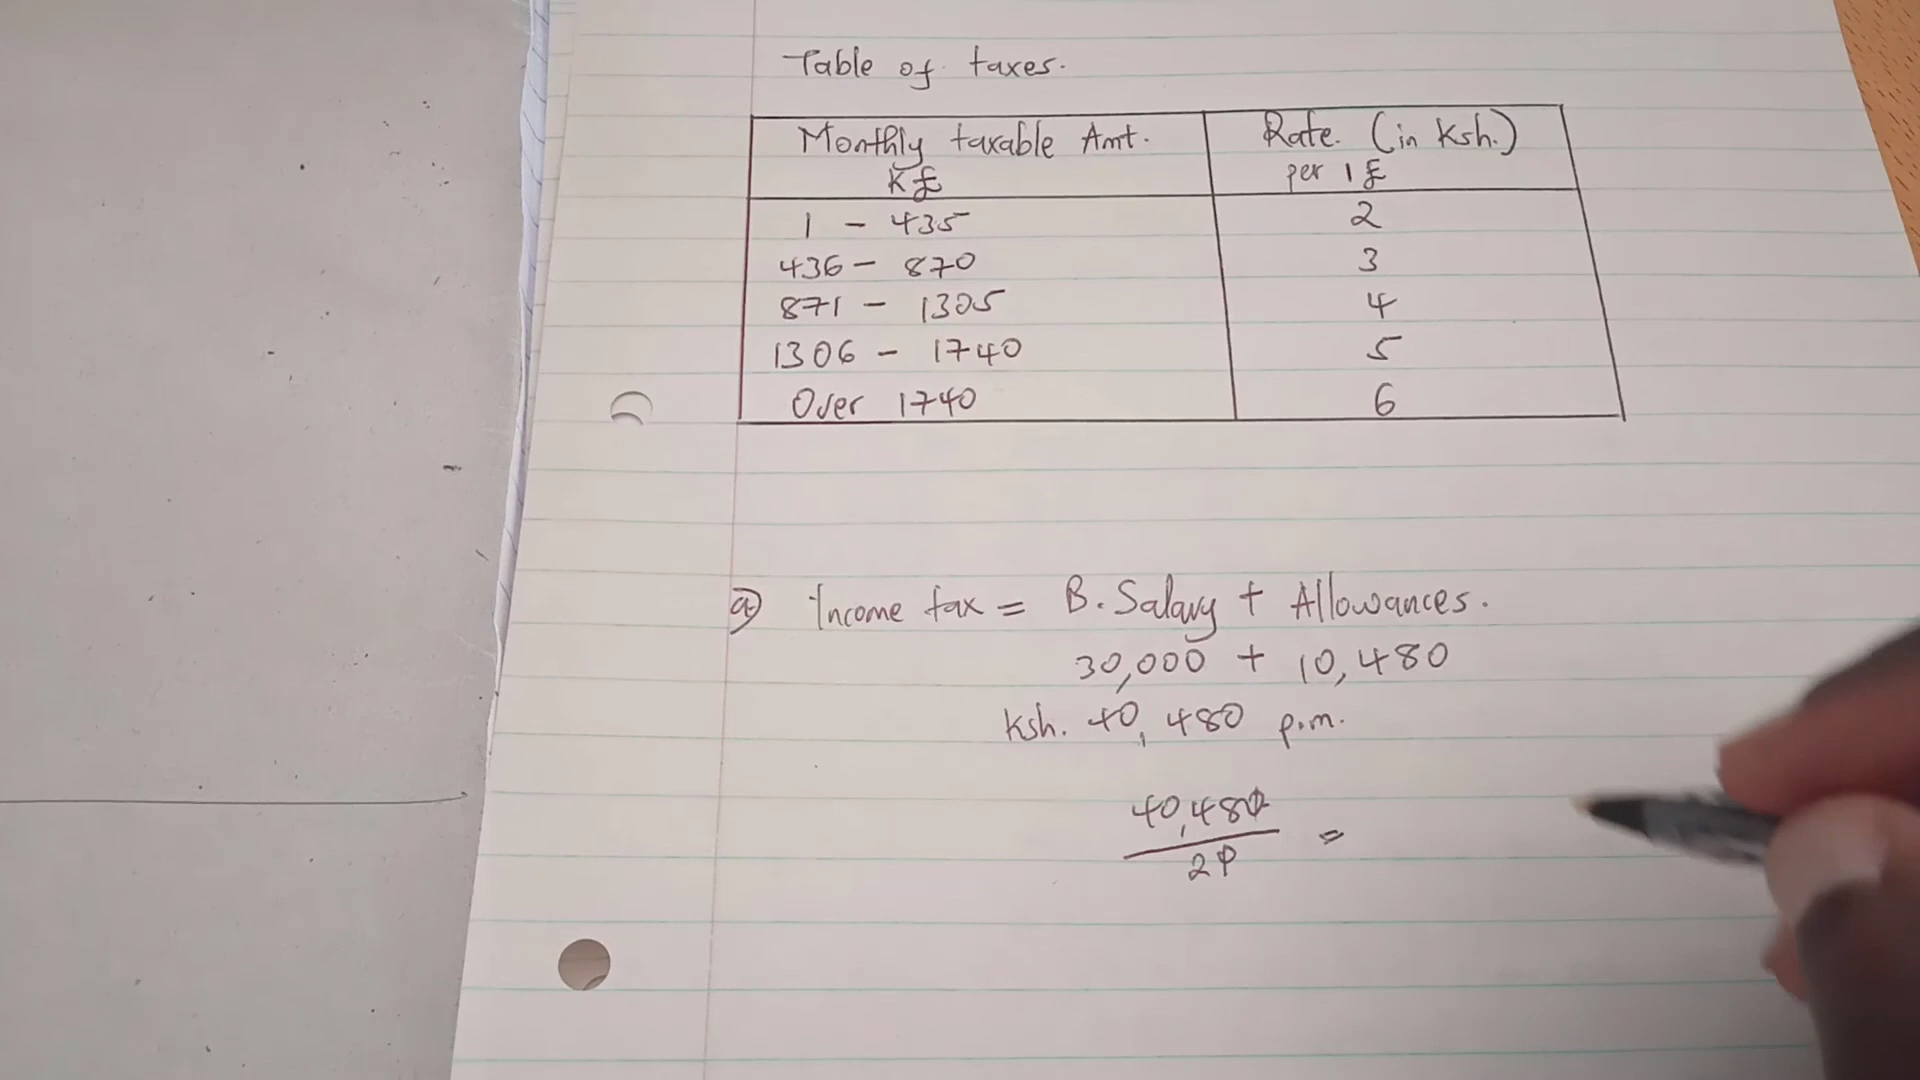 Table of taxes.
Monthly taxable Amt. Rate. (in Ksh.)
K£ per 1 £
1 - 435 2
436 - 870 3
871 - 1305 4
1306 - 1740 5
Over 1740 6
a) Income tax = B. Salary + Allowances.
30,000 + 10,480
Ksh. 40,480 p.m.
40,480
20 =